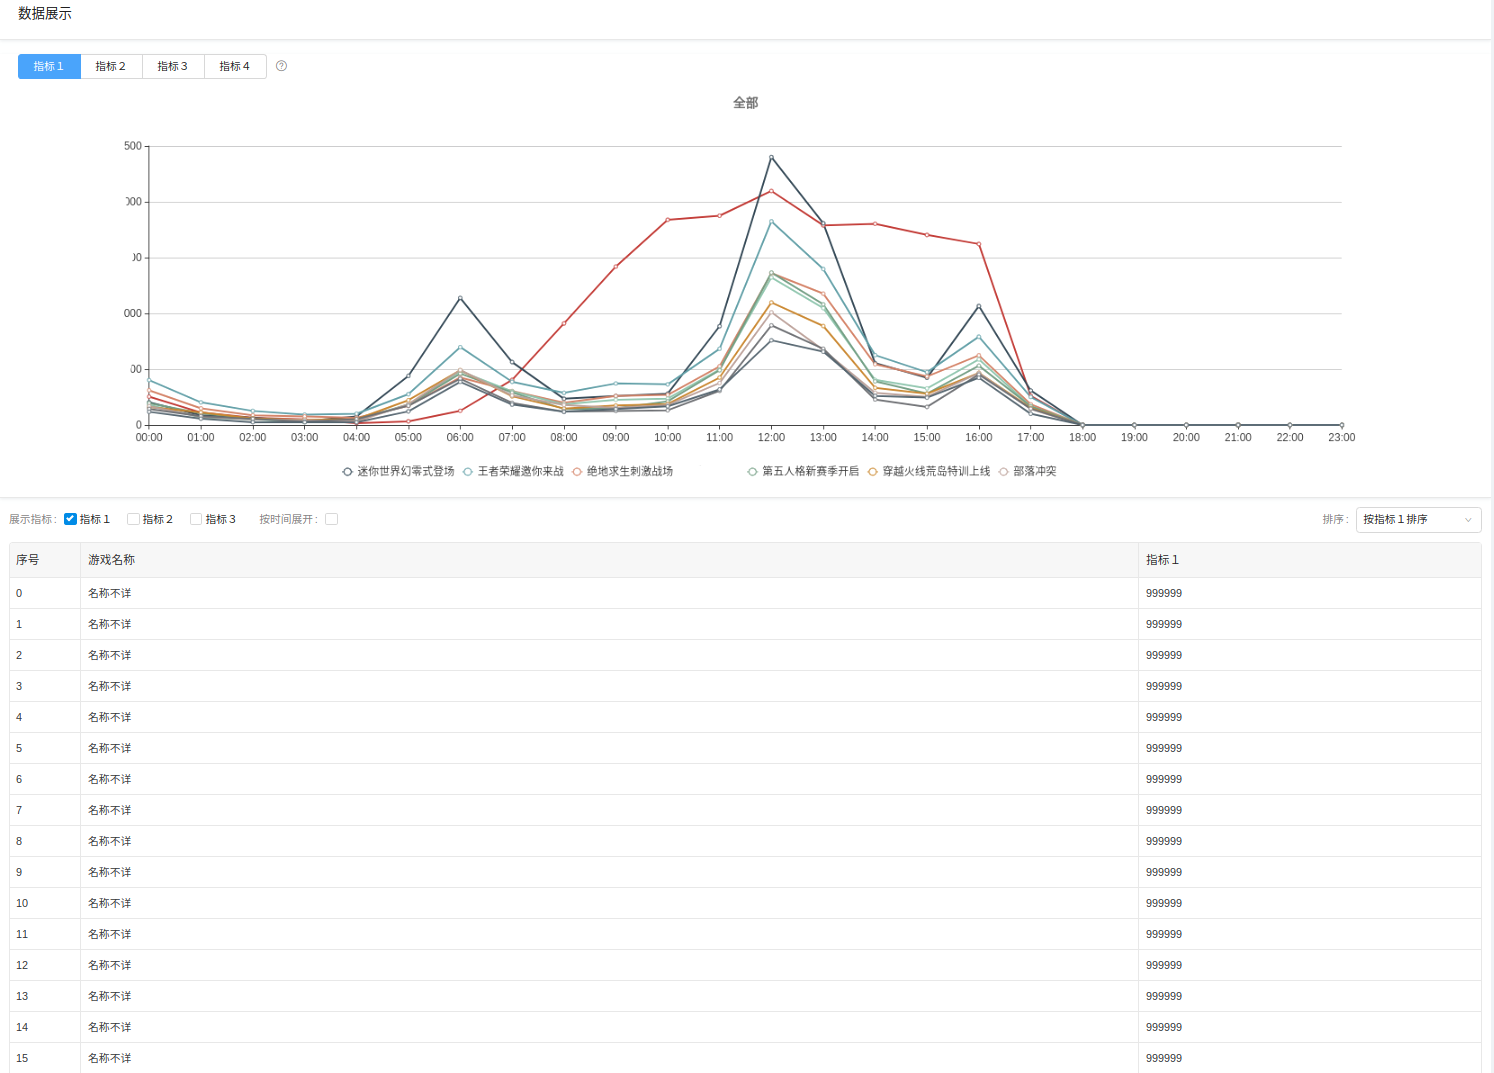 数据展示
指标1 指标2 指标3 指标4
全部
500
000
00
000
00
0
00:00 01:00 02:00 03:00 04:00 05:00 06:00 07:00 08:00 09:00 10:00 11:00 12:00 13:00 14:00 15:00 16:00 17:00 18:00 19:00 20:00 21:00 22:00 23:00
迷你世界幻零式登场 王者荣耀邀你来战 绝地求生刺激战场 第五人格新赛季开启 穿越火线荒岛特训上线 部落冲突
展示指标: 指标1 指标2 指标3 按时间展开: 排序: 按指标1排序
序号 游戏名称 指标1
0 名称不详 999999
1 名称不详 999999
2 名称不详 999999
3 名称不详 999999
4 名称不详 999999
5 名称不详 999999
6 名称不详 999999
7 名称不详 999999
8 名称不详 999999
9 名称不详 999999
10 名称不详 999999
11 名称不详 999999
12 名称不详 999999
13 名称不详 999999
14 名称不详 999999
15 名称不详 999999